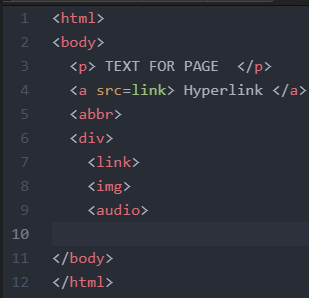 1 <html>
2 <body>
3 <p> TEXT FOR PAGE  </p>
4 <a src=link> Hyperlink </a>
5 <abbr>
6 <div>
7 <link>
8 <img>
9 <audio>
10
11 </body>
12 </html>